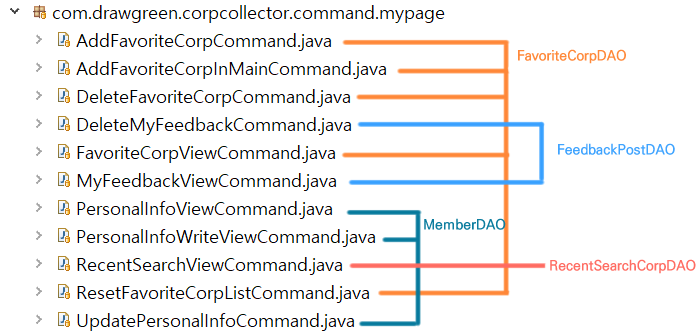 com.drawgreen.corpcollector.command.mypage
AddFavoriteCorpCommand.java
FavoriteCorpDAO
AddFavoriteCorpInMainCommand.java
DeleteFavoriteCorpCommand.java
DeleteMyFeedbackCommand.java
FavoriteCorpViewCommand.java
FeedbackPostDAO
MyFeedbackViewCommand.java
PersonalInfoViewCommand.java
MemberDAO
PersonalInfoWriteViewCommand.java
RecentSearchViewCommand.java
RecentSearchCorpDAO
ResetFavoriteCorpListCommand.java
UpdatePersonalInfoCommand.java